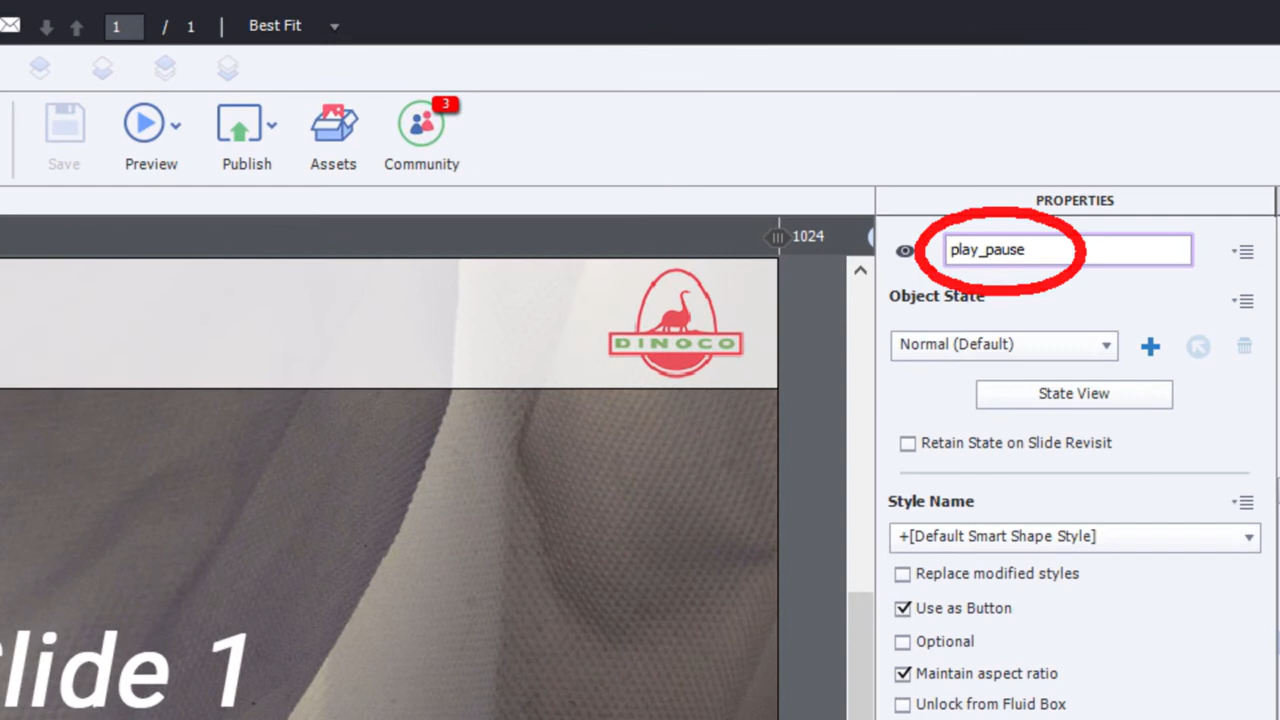 1 / 1 | Best Fit
Save Preview Publish Assets Community
3
PROPERTIES
1024
play_pause
DINOCO
Object State
Normal (Default)
State View
Retain State on Slide Revisit
Style Name
+[Default Smart Shape Style]
Replace modified styles
Use as Button
Optional
Maintain aspect ratio
Unlock from Fluid Box
Slide 1